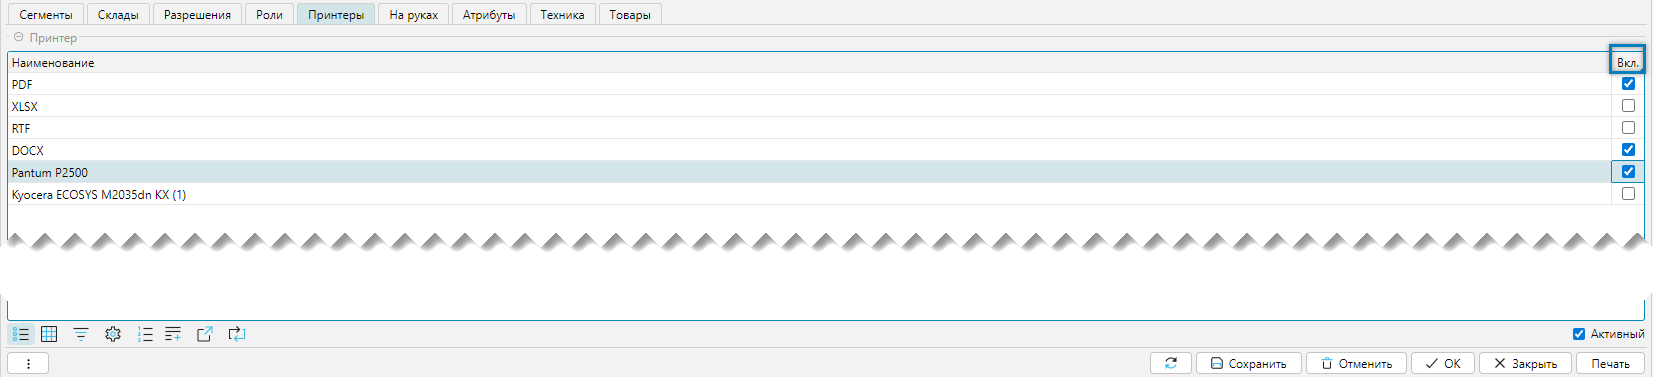 Сегменты Склады Разрешения Роли Принтеры На руках Атрибуты Техника Товары
Принтер
Наименование Вкл.
PDF
XLSX
RTF
DOCX
Pantum P2500
Kyocera ECOSYS M2035dn KX (1)
Активный
Сохранить Отменить OK Закрыть Печать